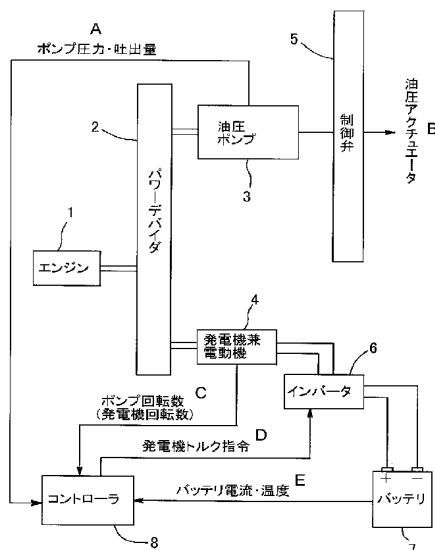 A
ポンプ圧力・吐出量
5
2
油圧
ポンプ
3
制御弁
油圧アクチュエータ
B
パワーデバイダ
1
エンジン
4
発電機兼
電動機
6
インバータ
C
ポンプ回転数
(発電機回転数)
D
発電機トルク指令
E
バッテリ電流・温度
コントローラ
8
+ −
バッテリ
7